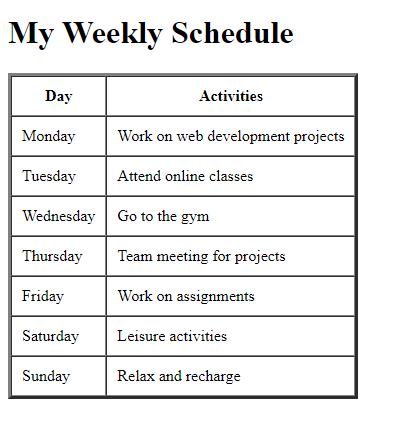 My Weekly Schedule
Day Activities
Monday Work on web development projects
Tuesday Attend online classes
Wednesday Go to the gym
Thursday Team meeting for projects
Friday Work on assignments
Saturday Leisure activities
Sunday Relax and recharge